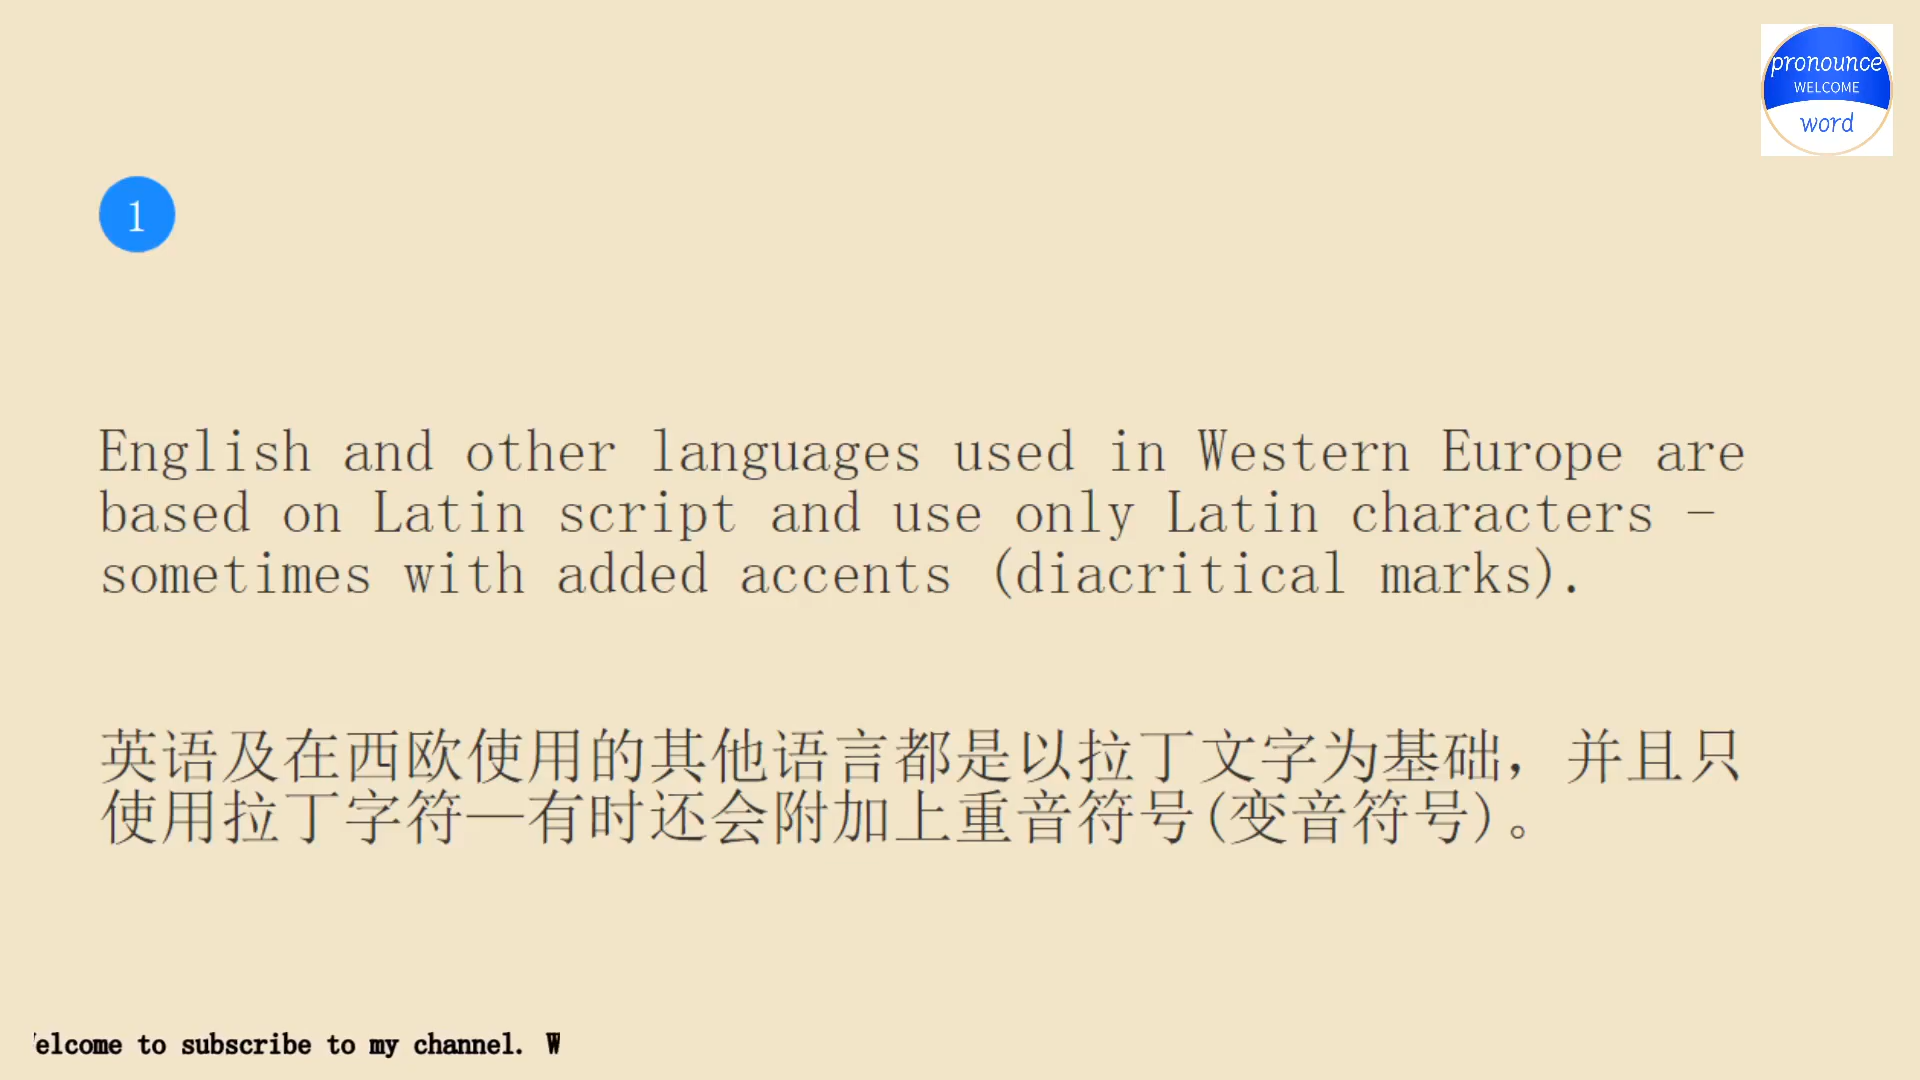 pronounce
WELCOME
word
1
English and other languages used in Western Europe are
based on Latin script and use only Latin characters -
sometimes with added accents (diacritical marks).
英语及在西欧使用的其他语言都是以拉丁文字为基础，并且只
使用拉丁字符—有时还会附加上重音符号(变音符号)。
elcome to subscribe to my channel. W